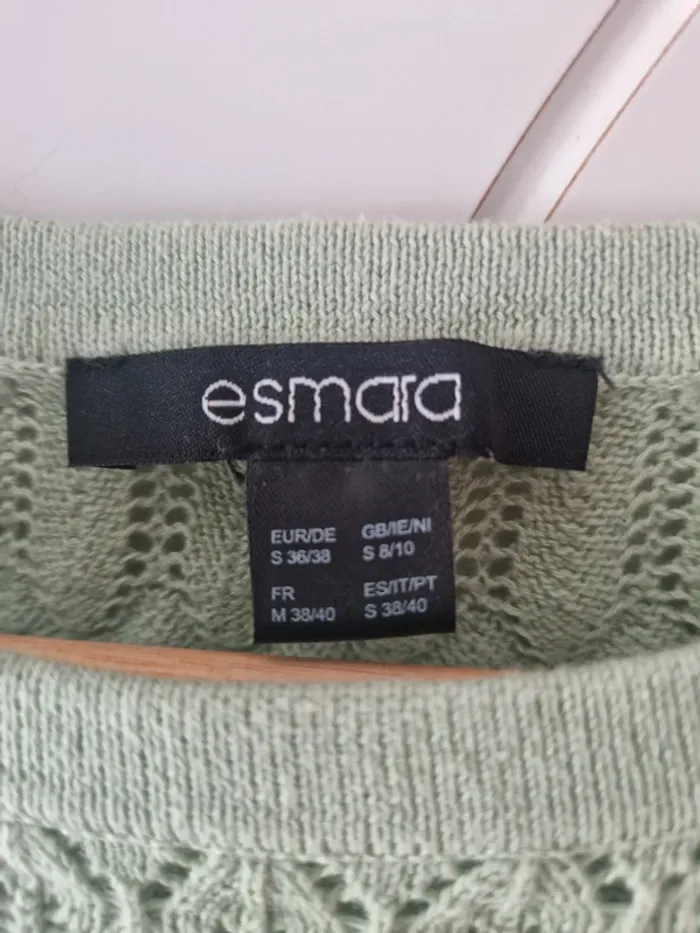 esmara
EUR/DE GB/IE/NI
S 36/38 S 8/10
FR ES/IT/PT
M 38/40 S 38/40